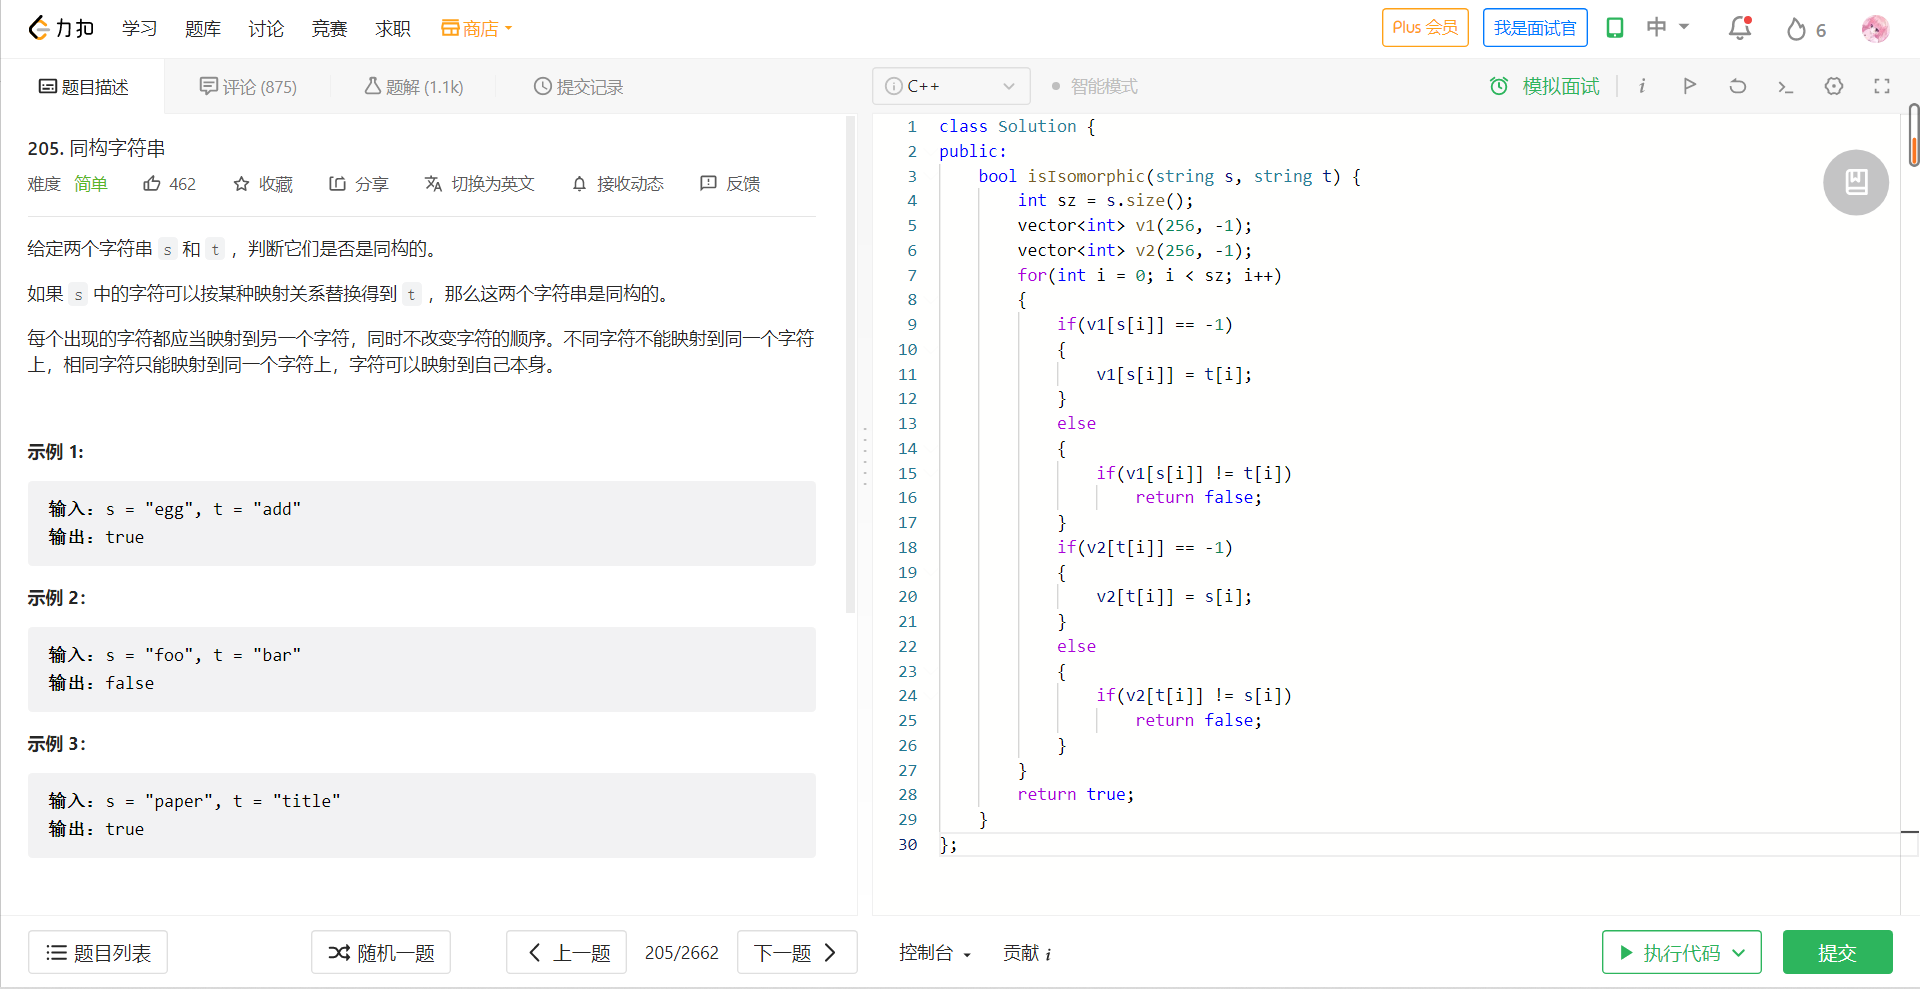 力扣 学习 题库 讨论 竞赛 求职 商店 Plus 会员 我是面试官 中 6
题目描述 评论 (875) 题解 (1.1k) 提交记录
205. 同构字符串
难度 简单 462 收藏 分享 切换为英文 接收动态 反馈
给定两个字符串 s 和 t ，判断它们是否是同构的。
如果 s 中的字符可以按某种映射关系替换得到 t ，那么这两个字符串是同构的。
每个出现的字符都应当映射到另一个字符，同时不改变字符的顺序。不同字符不能映射到同一个字符
上，相同字符只能映射到同一个字符上，字符可以映射到自己本身。
示例 1:
输入：s = "egg", t = "add"
输出：true
示例 2：
输入：s = "foo", t = "bar"
输出：false
示例 3：
输入：s = "paper", t = "title"
输出：true
题目列表 随机一题 上一题 205/2662 下一题
i C++ 智能模式 模拟面试 i
1 class Solution {
2 public:
3 bool isIsomorphic(string s, string t) {
4 int sz = s.size();
5 vector<int> v1(256, -1);
6 vector<int> v2(256, -1);
7 for(int i = 0; i < sz; i++)
8 {
9 if(v1[s[i]] == -1)
10 {
11 v1[s[i]] = t[i];
12 }
13 else
14 {
15 if(v1[s[i]] != t[i])
16 return false;
17 }
18 if(v2[t[i]] == -1)
19 {
20 v2[t[i]] = s[i];
21 }
22 else
23 {
24 if(v2[t[i]] != s[i])
25 return false;
26 }
27 }
28 return true;
29 }
30 };
控制台 贡献 i 执行代码 提交